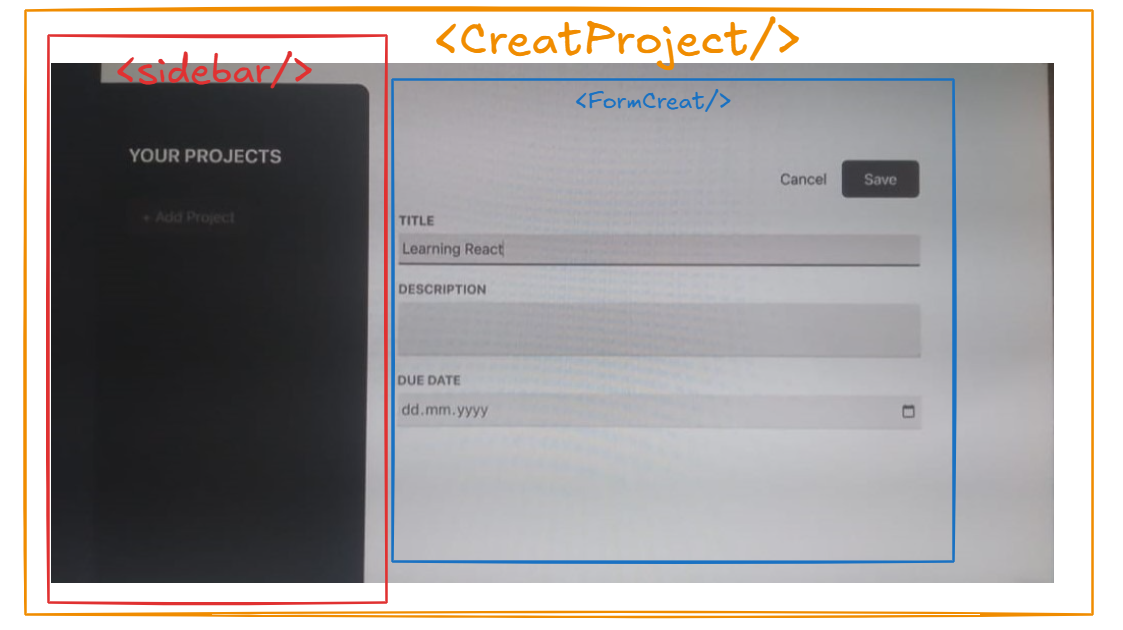 <CreatProject/>
<sidebar/>
<FormCreat/>
YOUR PROJECTS
+ Add Project
Cancel
Save
TITLE
Learning React
DESCRIPTION
DUE DATE
dd.mm.yyyy